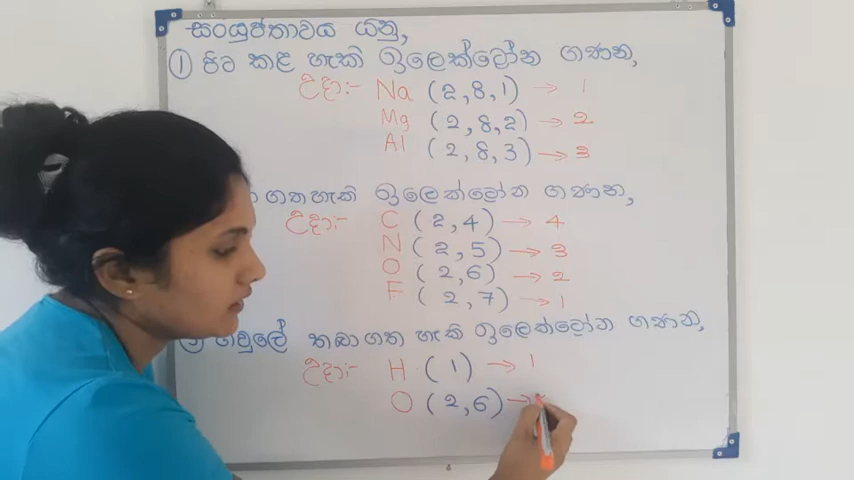 සංයුජතාවය යනු,
① පිට කළ හැකි ඉලෙක්ට්‍රෝන ගණන,
උදා:- Na (2,8,1) → 1
Mg (2,8,2) → 2
Al (2,8,3) → 3
ගතහැකි ඉලෙක්ට්‍රෝන ගණන,
උදා:- C (2,4) → 4
N (2,5) → 3
O (2,6) → 2
F (2,7) → 1
හවුලේ තබාගත හැකි ඉලෙක්ට්‍රෝන ගණන,
උදා:- H (1) → 1
O (2,6) →